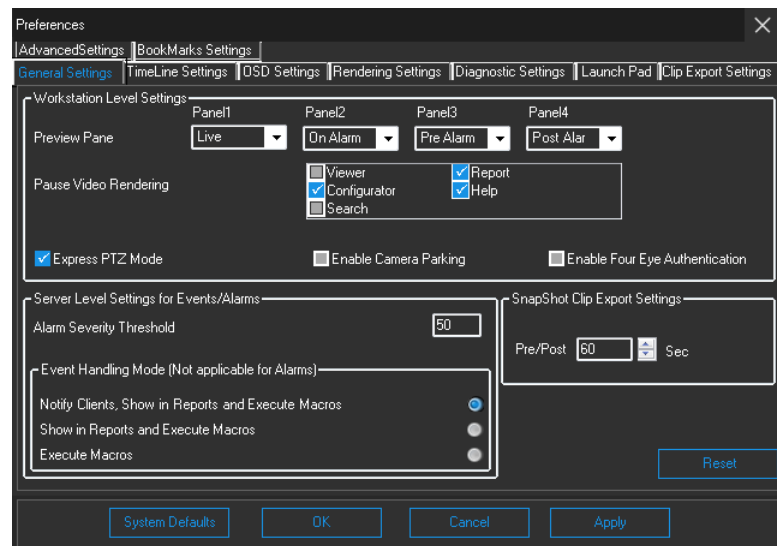 Preferences
AdvancedSettings BookMarks Settings
General Settings TimeLine Settings OSD Settings Rendering Settings Diagnostic Settings Launch Pad Clip Export Settings
Workstation Level Settings
Panel1 Panel2 Panel3 Panel4
Preview Pane Live On Alarm Pre Alarm Post Alar
Pause Video Rendering
Viewer Report
Configurator Help
Search
Express PTZ Mode Enable Camera Parking Enable Four Eye Authentication
Server Level Settings for Events/Alarms
Alarm Severity Threshold 50
Event Handling Mode (Not applicable for Alarms)
Notify Clients, Show in Reports and Execute Macros
Show in Reports and Execute Macros
Execute Macros
SnapShot Clip Export Settings
Pre/Post 60 Sec
Reset
System Defaults OK Cancel Apply